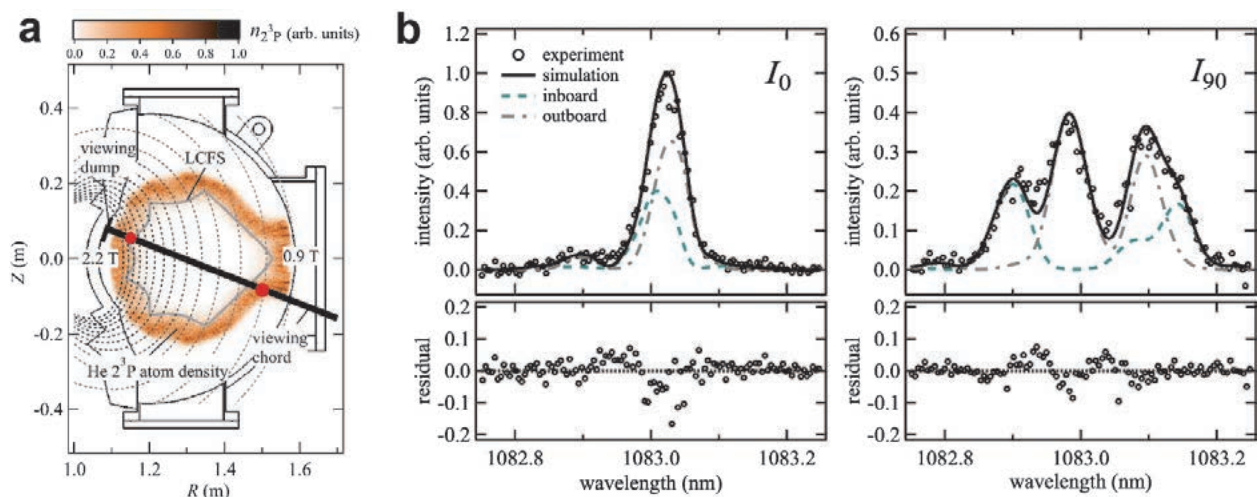 a
n₂³P (arb. units)
0.0 0.2 0.4 0.6 0.8 1.0
0.4
0.2
0.0
-0.2
-0.4
Z (m)
viewing
dump
LCFS
2.2 T
0.9 T
viewing
chord
He 2³P atom density
1.0 1.2 1.4 1.6
R (m)
b
1.2
1.0
0.8
0.6
0.4
0.2
0.0
intensity (arb. units)
experiment
simulation
inboard
outboard
I₀
0.2
0.1
0.0
-0.1
0.2
residual
1082.8 1083.0 1083.2
wavelength (nm)
0.6
0.5
0.4
0.3
0.2
0.1
0.0
intensity (arb. units)
I₉₀
0.2
0.1
0.0
-0.1
0.2
residual
1082.8 1083.0 1083.2
wavelength (nm)